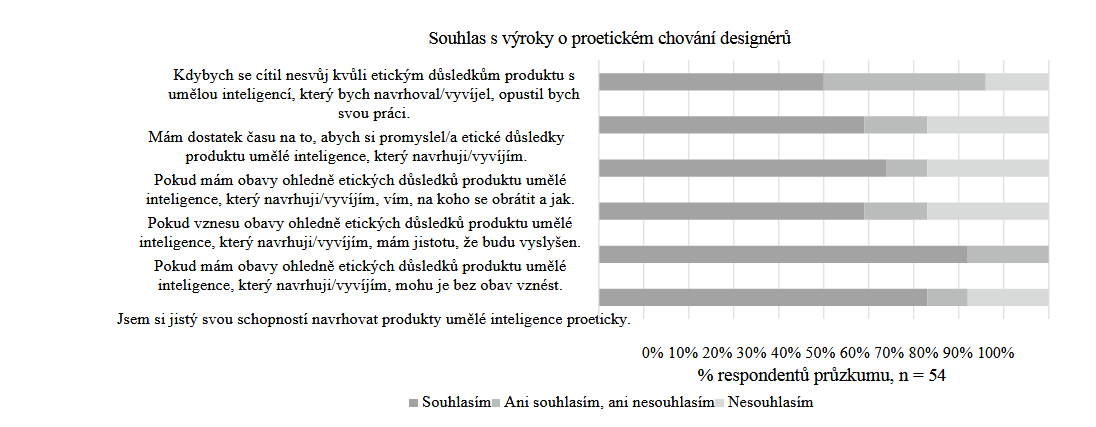 Souhlas s výroky o proetickém chování designérů
Kdybych se cítil nesvůj kvůli etickým důsledkům produktu s
umělou inteligencí, který bych navrhoval/vyvíjel, opustil bych
svou práci.
Mám dostatek času na to, abych si promyslel/a etické důsledky
produktu umělé inteligence, který navrhuji/vyvíjím.
Pokud mám obavy ohledně etických důsledků produktu umělé
inteligence, který navrhuji/vyvíjím, vím, na koho se obrátit a jak.
Pokud vznesu obavy ohledně etických důsledků produktu umělé
inteligence, který navrhuji/vyvíjím, mám jistotu, že budu vyslyšen.
Pokud mám obavy ohledně etických důsledků produktu umělé
inteligence, který navrhuji/vyvíjím, mohu je bez obav vznést.
Jsem si jistý svou schopností navrhovat produkty umělé inteligence proeticky.
0% 10% 20% 30% 40% 50% 60% 70% 80% 90% 100%
% respondentů průzkumu, n = 54
Souhlasím Ani souhlasím, ani nesouhlasím Nesouhlasím